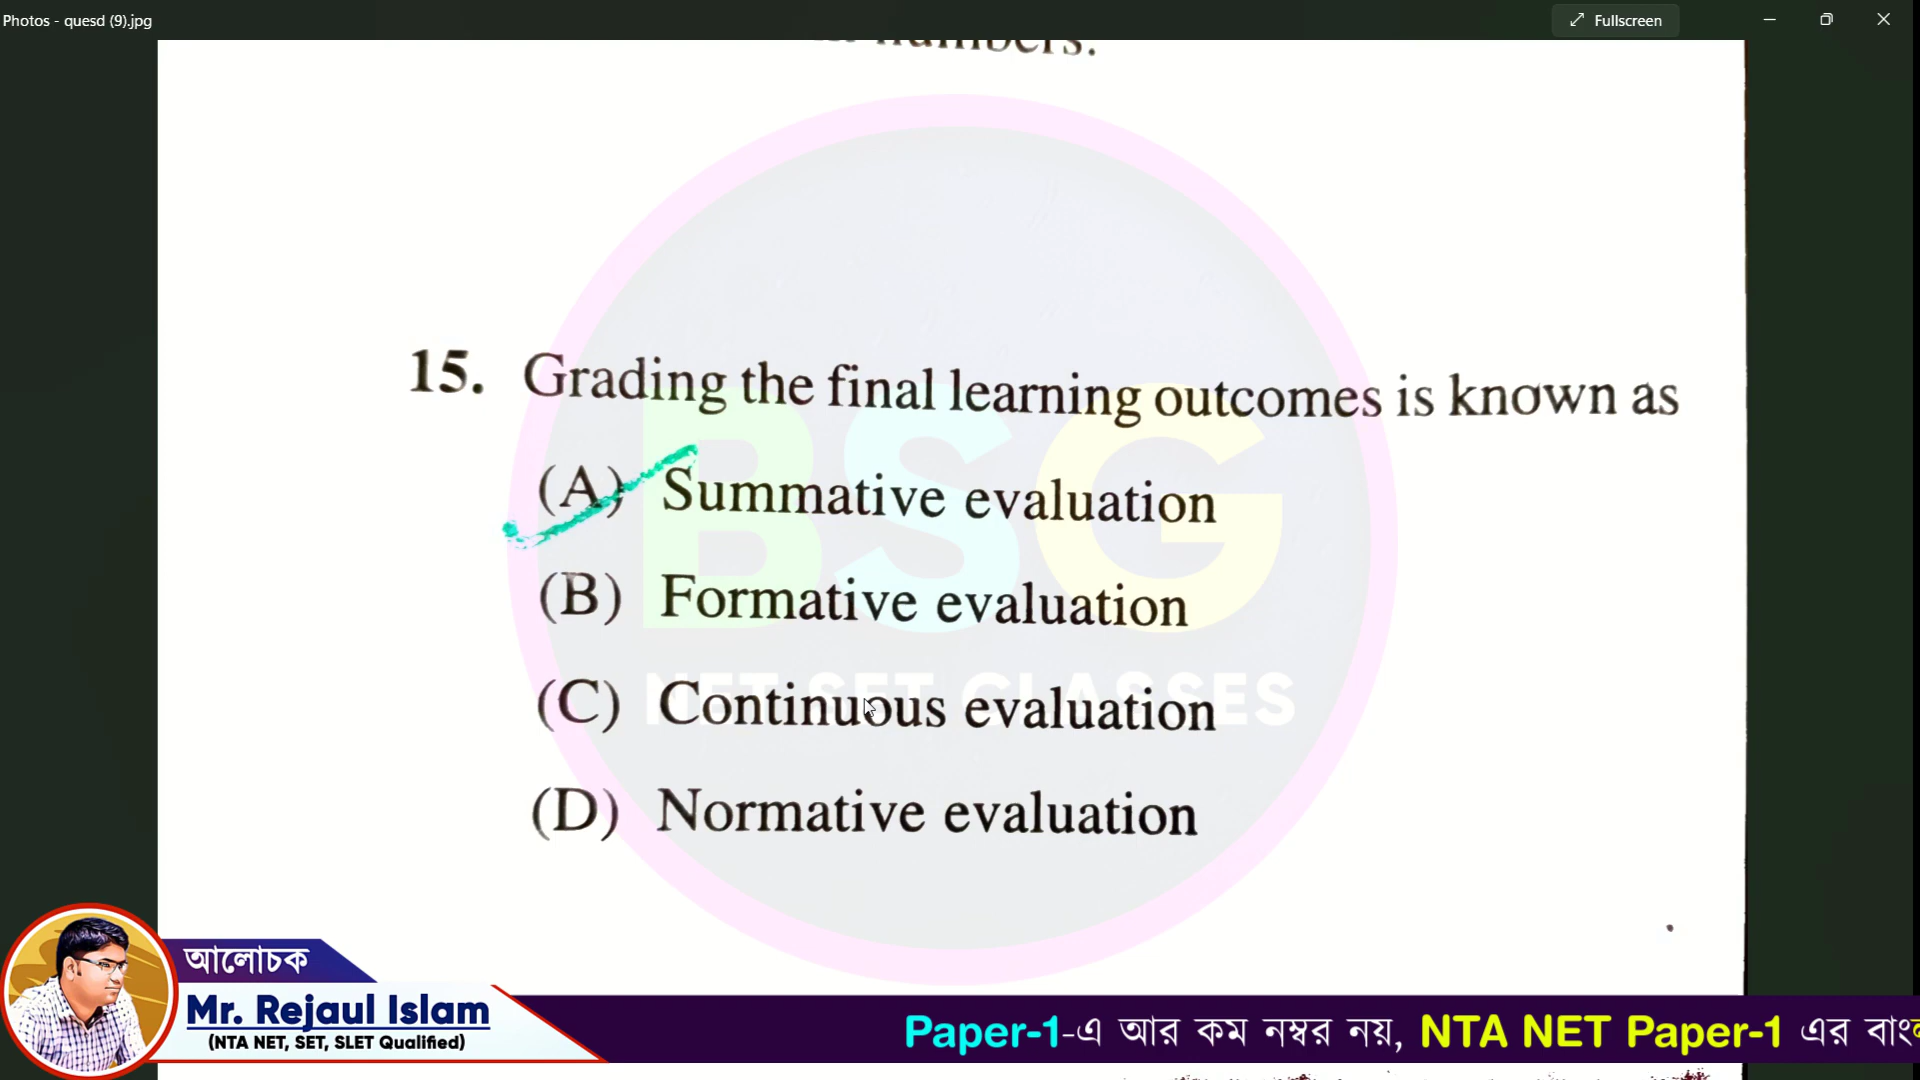 Photos - quesd (9).jpg
Fullscreen
numbers.
15. Grading the final learning outcomes is known as
(A) Summative evaluation
(B) Formative evaluation
(C) Continuous evaluation
(D) Normative evaluation
BSG
NET SET CLASSES
আলোচক
Mr. Rejaul Islam
(NTA NET, SET, SLET Qualified)
Paper-1-এ আর কম নম্বর নয়, NTA NET Paper-1 এর